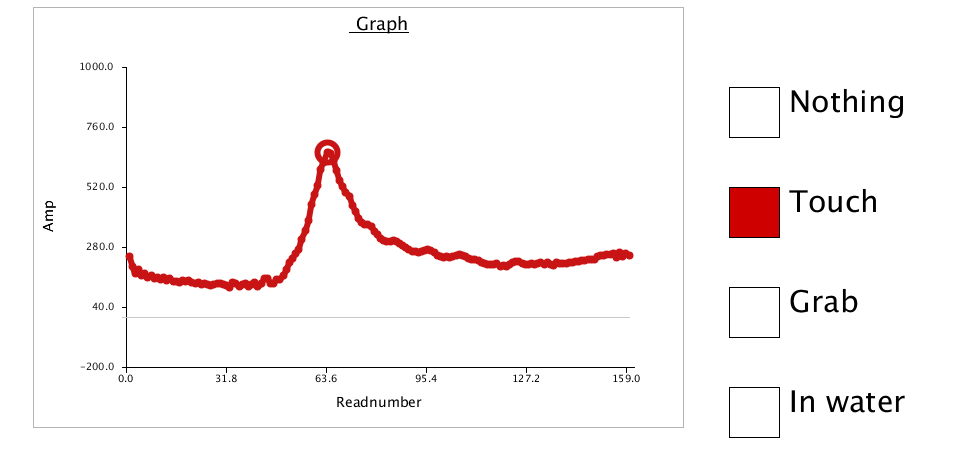 Graph
1000.0
760.0
520.0
280.0
40.0
-200.0
Amp
0.0 31.8 63.6 95.4 127.2 159.0
Readnumber
Nothing
Touch
Grab
In water